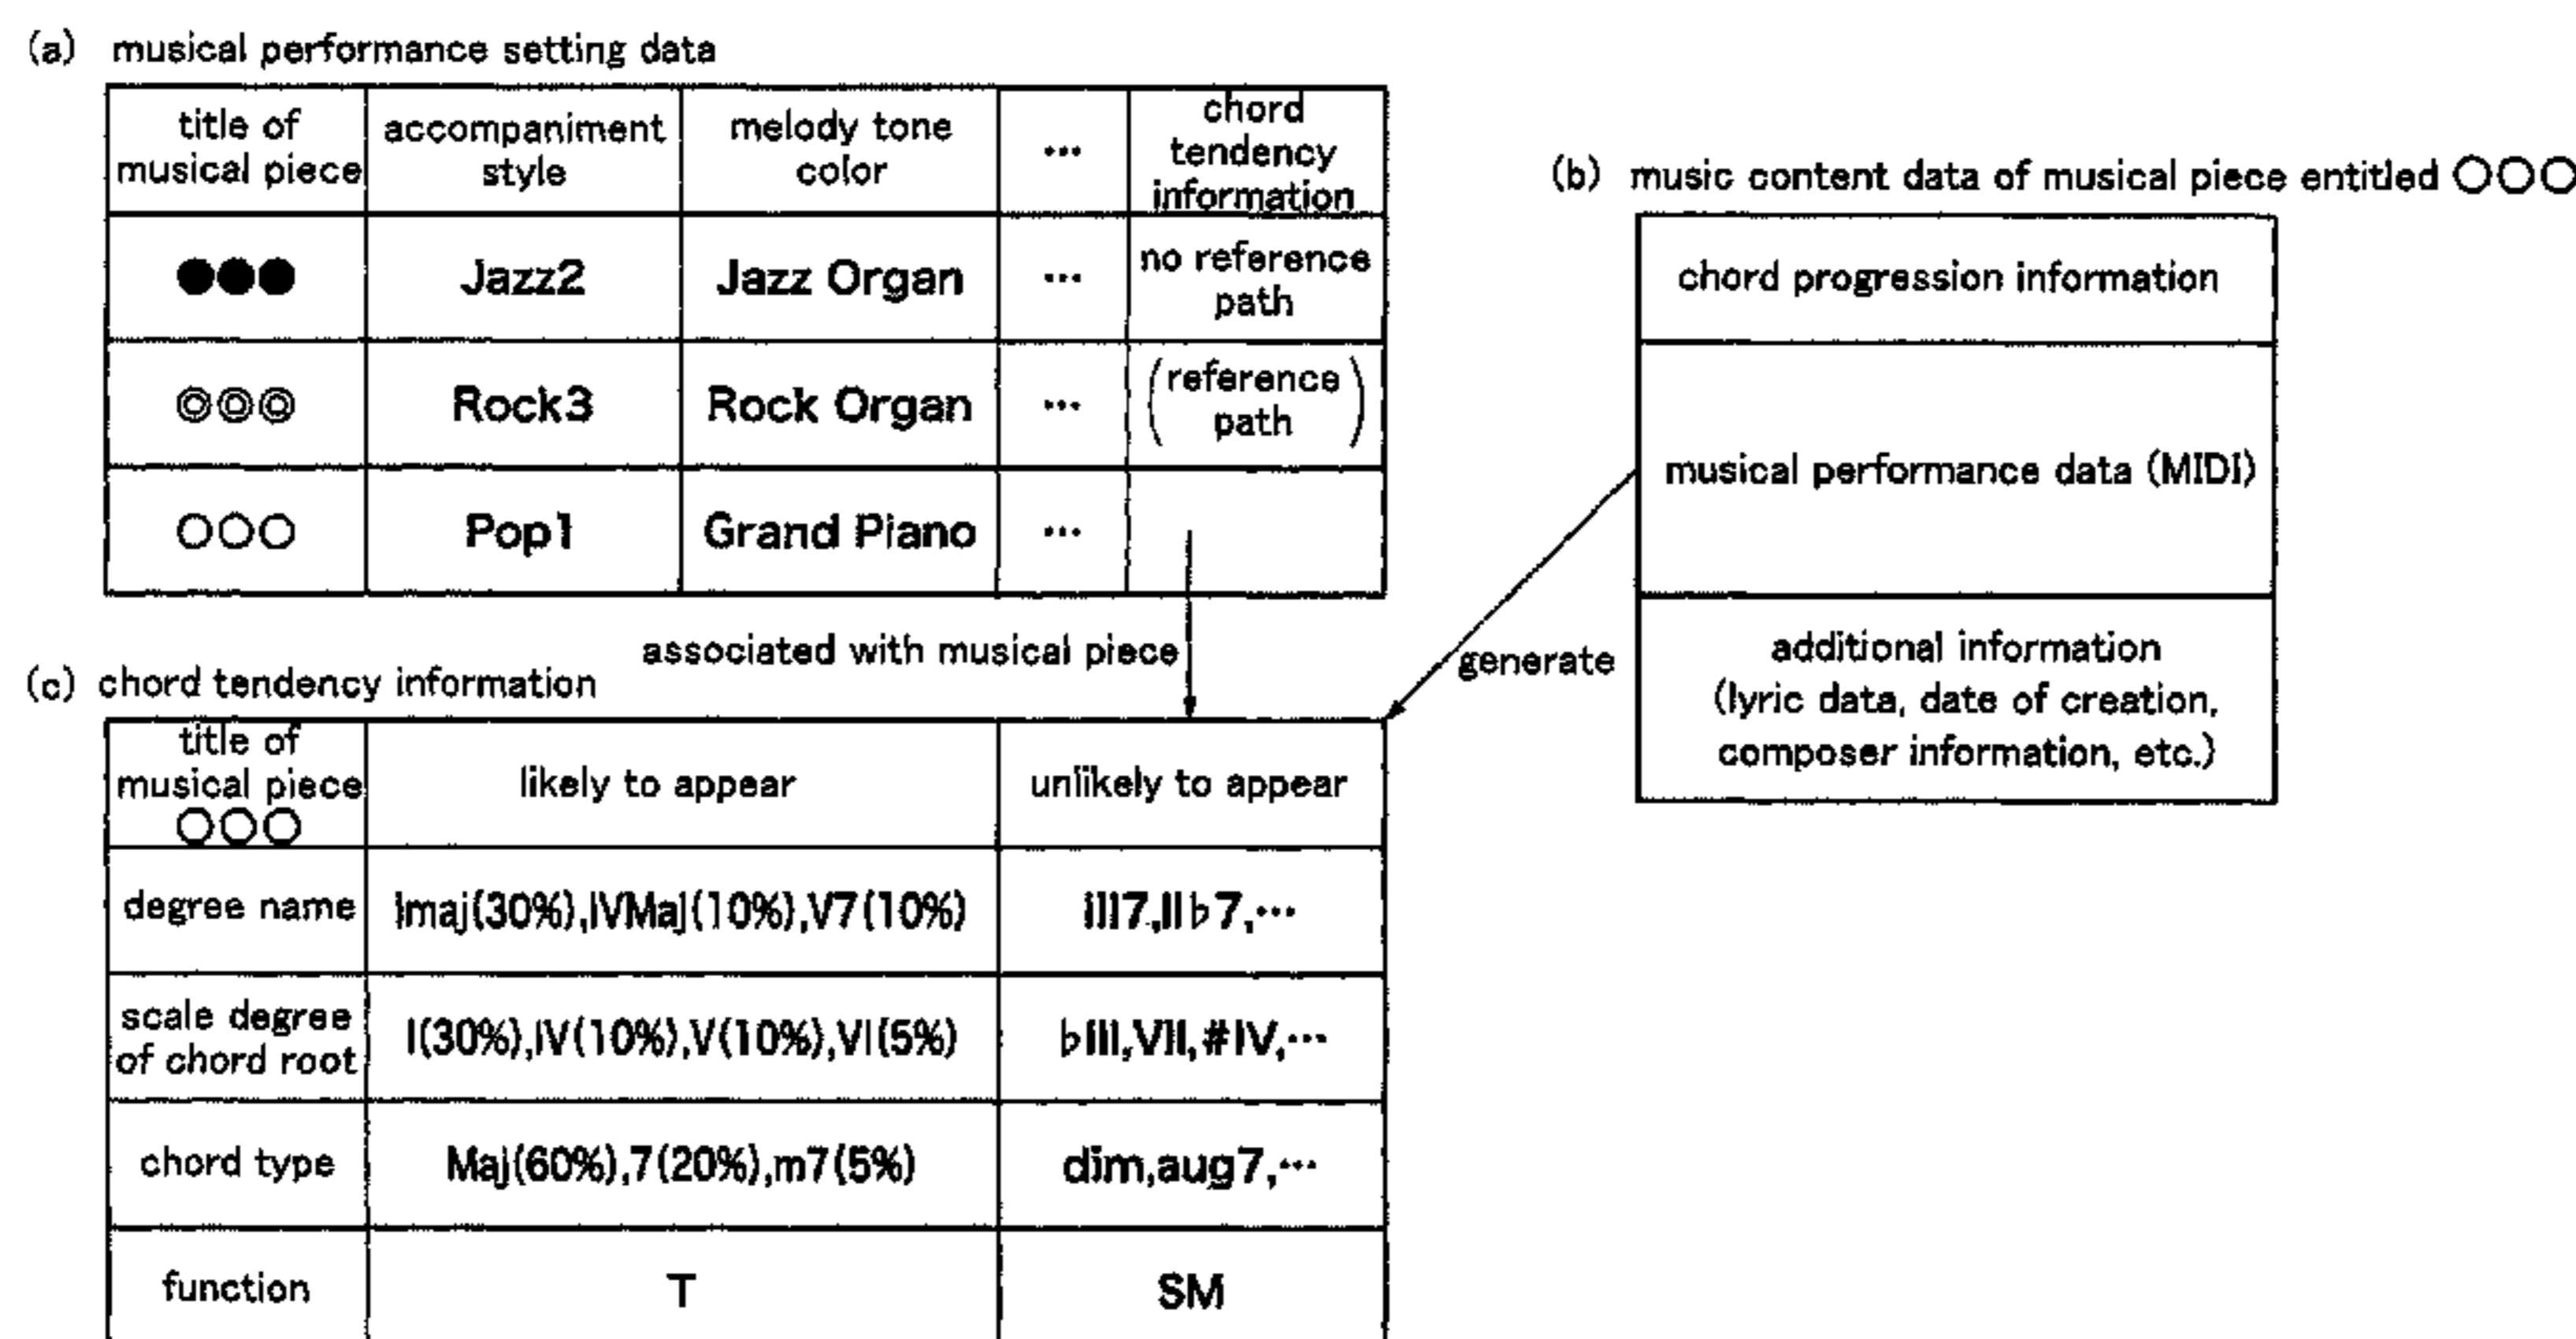 (a) musical performance setting data
title of
musical piece
accompaniment
style
melody tone
color
...
chord
tendency
information
●●● Jazz2 Jazz Organ ... no reference
path
◎◎◎ Rock3 Rock Organ ... (reference
path)
○○○ Pop1 Grand Piano ...
(b) music content data of musical piece entitled ○○○
chord progression information
musical performance data (MIDI)
additional information
(lyric data, date of creation,
composer information, etc.)
associated with musical piece
generate
(c) chord tendency information
title of
musical piece
○○○
likely to appear
unlikely to appear
degree name Imaj(30%),IVMaj(10%),V7(10%) III7,II♭7,...
scale degree
of chord root
I(30%),IV(10%),V(10%),VI(5%) ♭III,VII,#IV,...
chord type Maj(60%),7(20%),m7(5%) dim,aug7,...
function T SM